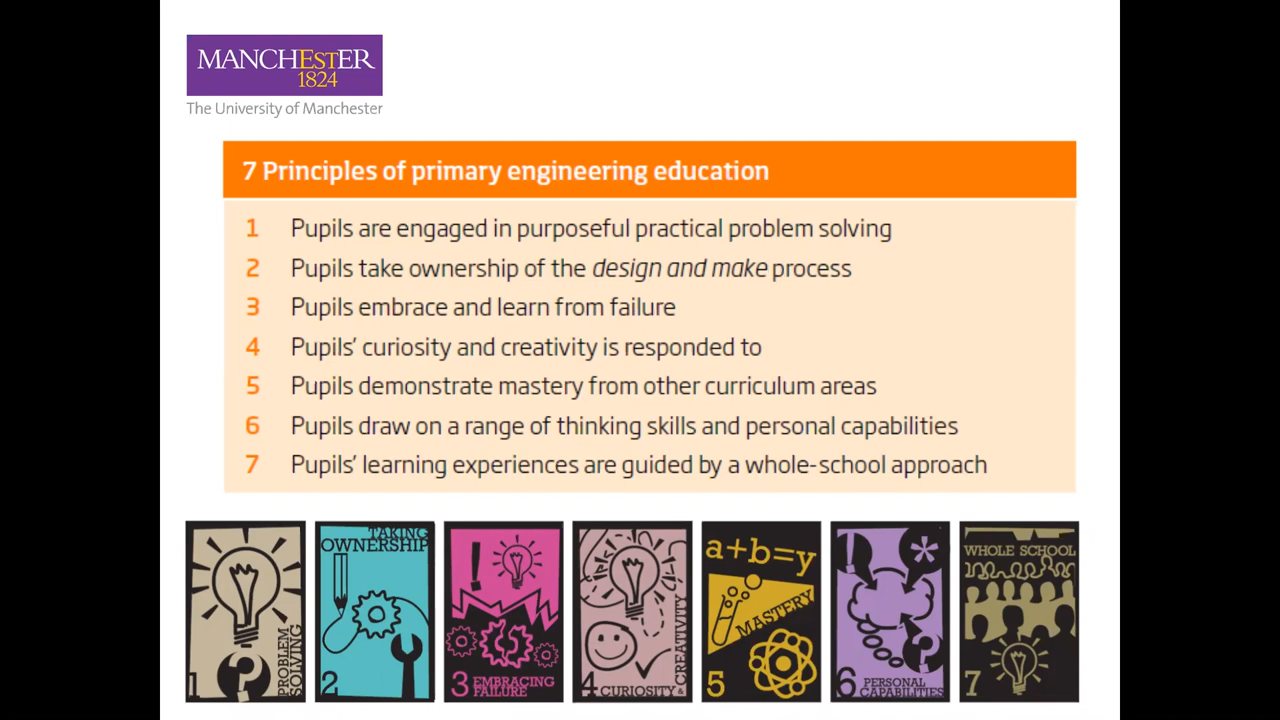 MANCHEStER
1824
The University of Manchester
7 Principles of primary engineering education
1 Pupils are engaged in purposeful practical problem solving
2 Pupils take ownership of the design and make process
3 Pupils embrace and learn from failure
4 Pupils’ curiosity and creativity is responded to
5 Pupils demonstrate mastery from other curriculum areas
6 Pupils draw on a range of thinking skills and personal capabilities
7 Pupils’ learning experiences are guided by a whole-school approach
1 PROBLEM
SOLVING
TAKING
OWNERSHIP
2
3 EMBRACING
FAILURE
4 CURIOSITY &
CREATIVITY
a+b=y
MASTERY
5
6 PERSONAL
CAPABILITIES
WHOLE SCHOOL
7